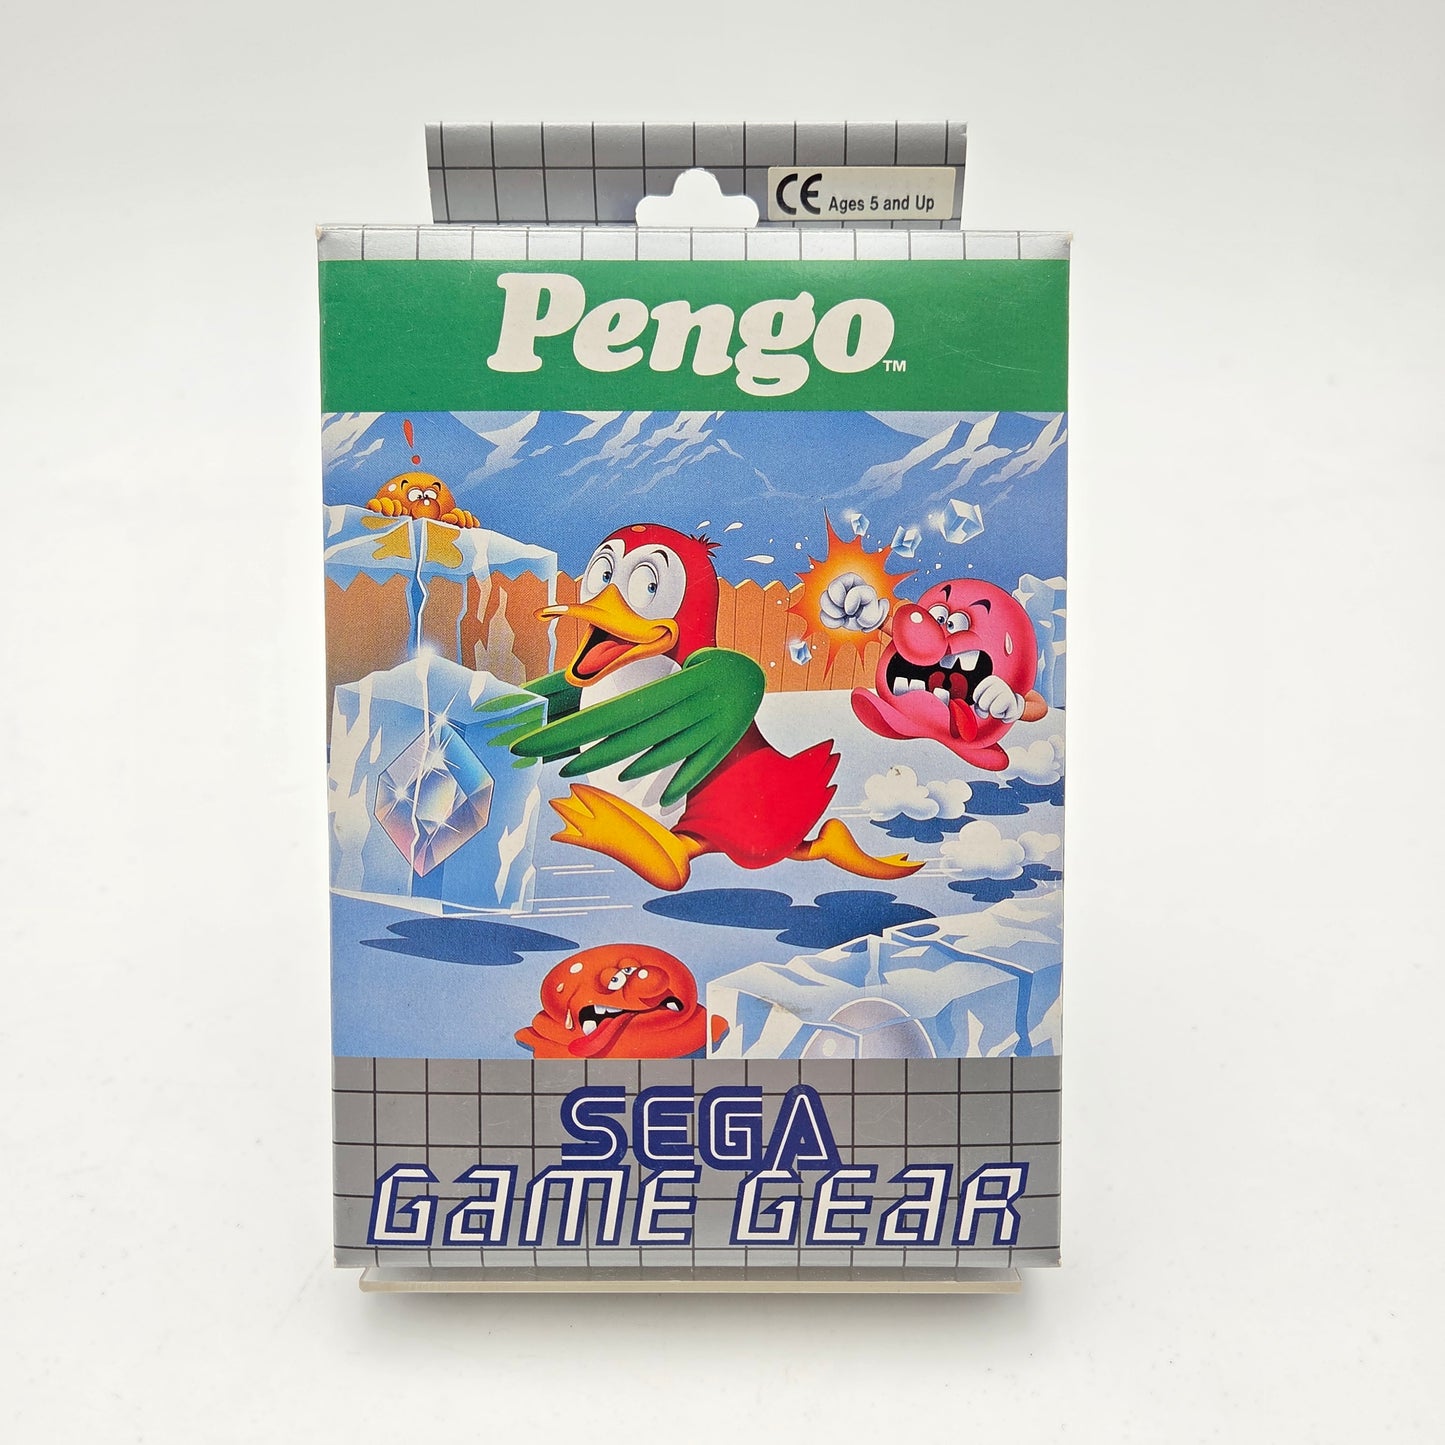 CE Ages 5 and Up
Pengo™
!
SEGA
GAME GEAR